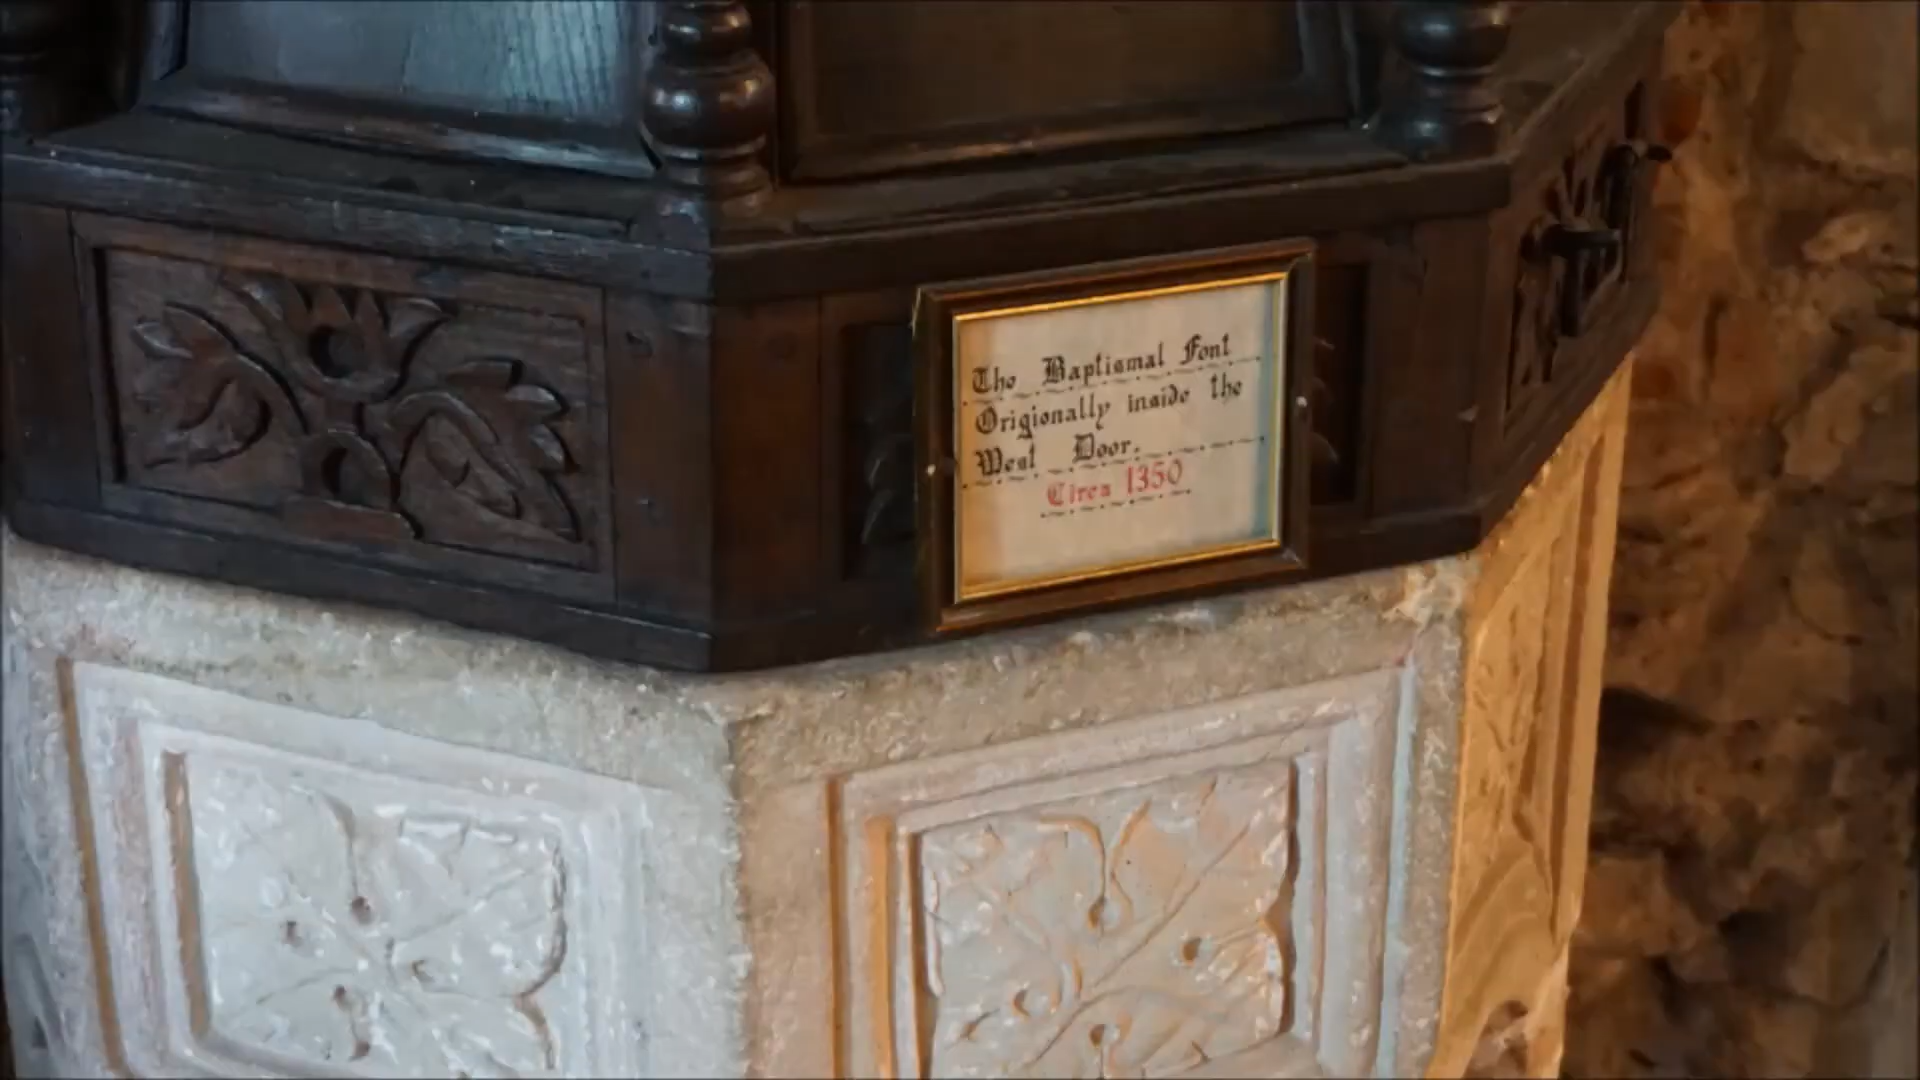 The Baptismal Font
Origionally inside the
West Door.
Circa 1350